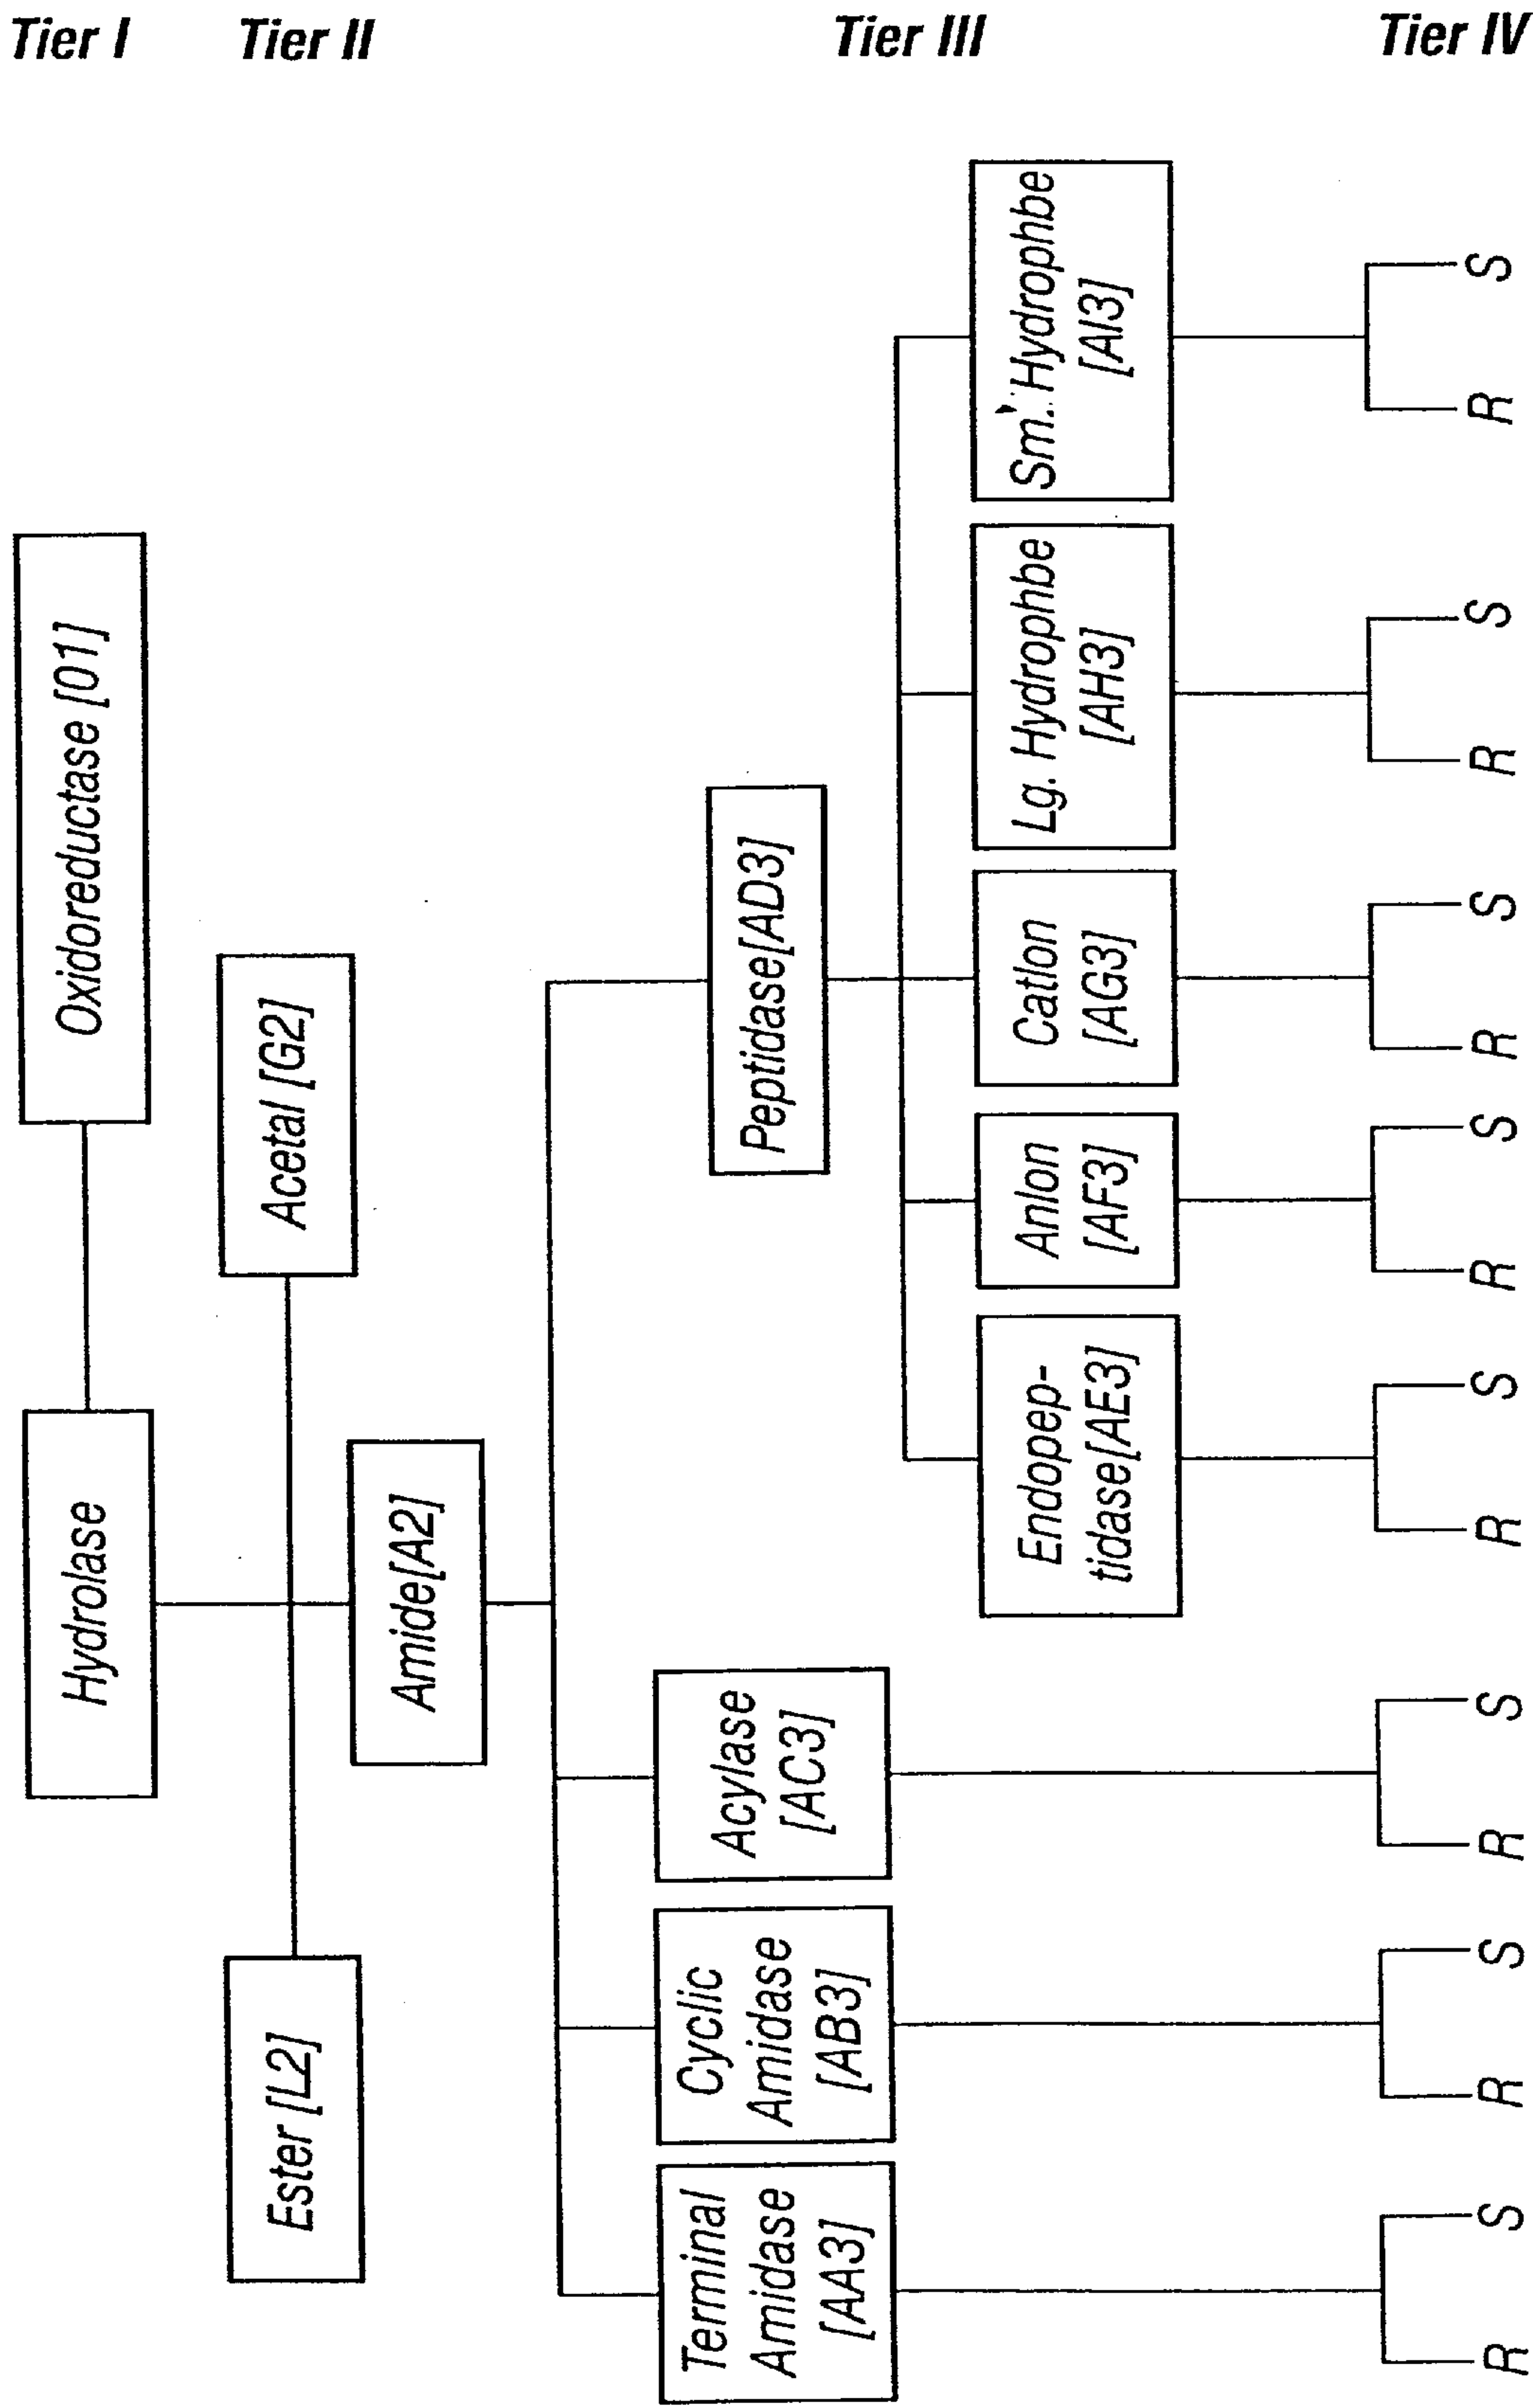 Tier I
Tier II
Tier III
Tier IV
Hydrolase
Oxidoreductase [01]
Ester [L2]
Acetal [G2]
Amide[A2]
Terminal
Amidase
[AA3]
Cyclic
Amidase
[AB3]
Acylase
[AC3]
Peptidase[AD3]
Endopep-
tidase[AE3]
Anlon
[AF3]
Catlon
[AG3]
Lg. Hydrophbe
[AH3]
Sm. Hydrophbe
[AI3]
R S R S R S R S R S R S R S R S